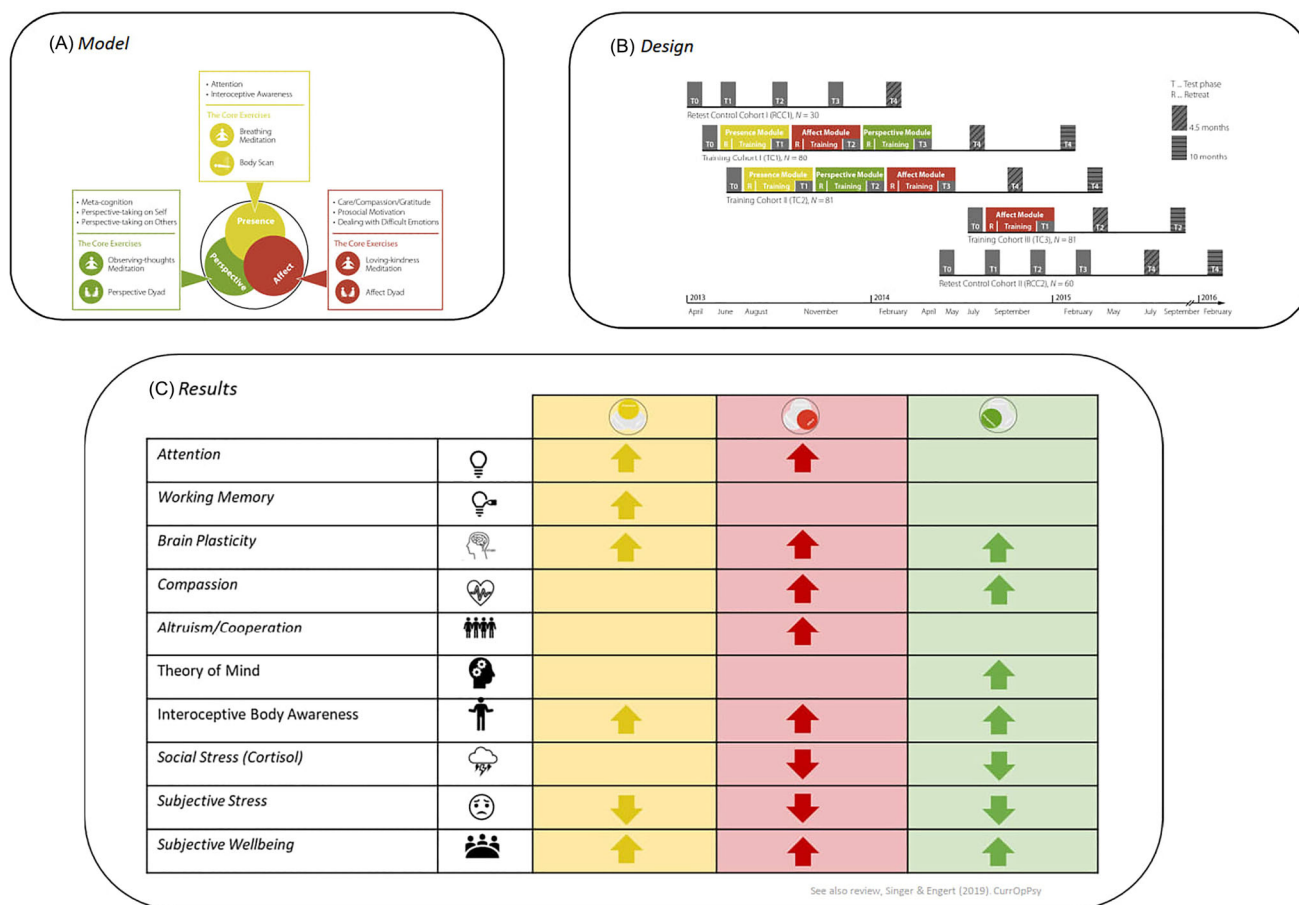 (A) Model
• Attention
• Interoceptive Awareness
The Core Exercises
Breathing
Meditation
Body Scan
• Meta-cognition
• Perspective-taking on Self
• Perspective-taking on Others
The Core Exercises
Observing-thoughts
Meditation
Perspective Dyad
Presence
Perspective
Affect
• Care/Compassion/Gratitude
• Prosocial Motivation
• Dealing with Difficult Emotions
The Core Exercises
Loving-kindness
Meditation
Affect Dyad
(B) Design
T ... Test phase
R ... Retreat
4.5 months
10 months
T0 T1 T2 T3 T4
Retest Control Cohort I (RCC1), N = 30
Presence Module Affect Module Perspective Module
T0 R Training T1 R Training T2 R Training T3 T4 T4
Training Cohort I (TC1), N = 80
Presence Module Perspective Module Affect Module
T0 R Training T1 R Training T2 R Training T3 T4 T4
Training Cohort II (TC2), N = 81
Affect Module
T0 R Training T1 T2 T2
Training Cohort III (TC3), N = 81
T0 T1 T2 T3 T4 T4
Retest Control Cohort II (RCC2), N = 60
2013 2014 2015 2016
April June August November February April May July September February May July September February
(C) Results
Attention
Working Memory
Brain Plasticity
Compassion
Altruism/Cooperation
Theory of Mind
Interoceptive Body Awareness
Social Stress (Cortisol)
Subjective Stress
Subjective Wellbeing
See also review, Singer & Engert (2019). CurrOpPsy